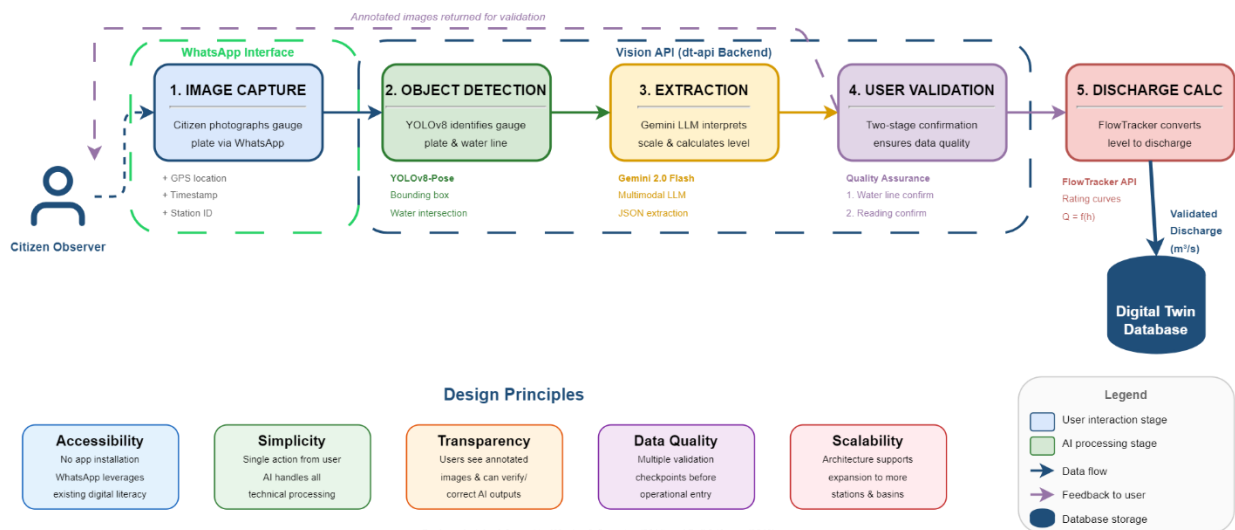 Annotated images returned for validation
WhatsApp Interface
Vision API (dt-api Backend)
1. IMAGE CAPTURE
Citizen photographs gauge
plate via WhatsApp
+ GPS location
+ Timestamp
+ Station ID
Citizen Observer
2. OBJECT DETECTION
YOLOv8 identifies gauge
plate & water line
YOLOv8-Pose
Bounding box
Water intersection
3. EXTRACTION
Gemini LLM interprets
scale & calculates level
Gemini 2.0 Flash
Multimodal LLM
JSON extraction
4. USER VALIDATION
Two-stage confirmation
ensures data quality
Quality Assurance
1. Water line confirm
2. Reading confirm
5. DISCHARGE CALC
FlowTracker converts
level to discharge
FlowTracker API
Rating curves
Q = f(h)
Validated
Discharge
(m³/s)
Digital Twin
Database
Design Principles
Accessibility
No app installation
WhatsApp leverages
existing digital literacy
Simplicity
Single action from user
AI handles all
technical processing
Transparency
Users see annotated
images & can verify/
correct AI outputs
Data Quality
Multiple validation
checkpoints before
operational entry
Scalability
Architecture supports
expansion to more
stations & basins
Legend
User interaction stage
AI processing stage
Data flow
Feedback to user
Database storage